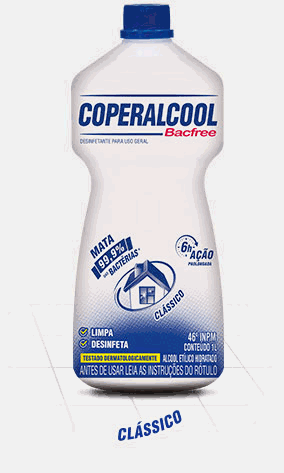 COPERALCOOL
Bacfree
DESINFETANTE PARA USO GERAL
MATA
99,9%
DAS BACTÉRIAS*
6h AÇÃO
PROLONGADA
CLÁSSICO
LIMPA
DESINFETA
46° INPM
CONTEÚDO 1L
TESTADO DERMATOLOGICAMENTE
ALCOOL ETÍLICO HIDRATADO
ANTES DE USAR LEIA AS INSTRUÇÕES DO RÓTULO
CLÁSSICO